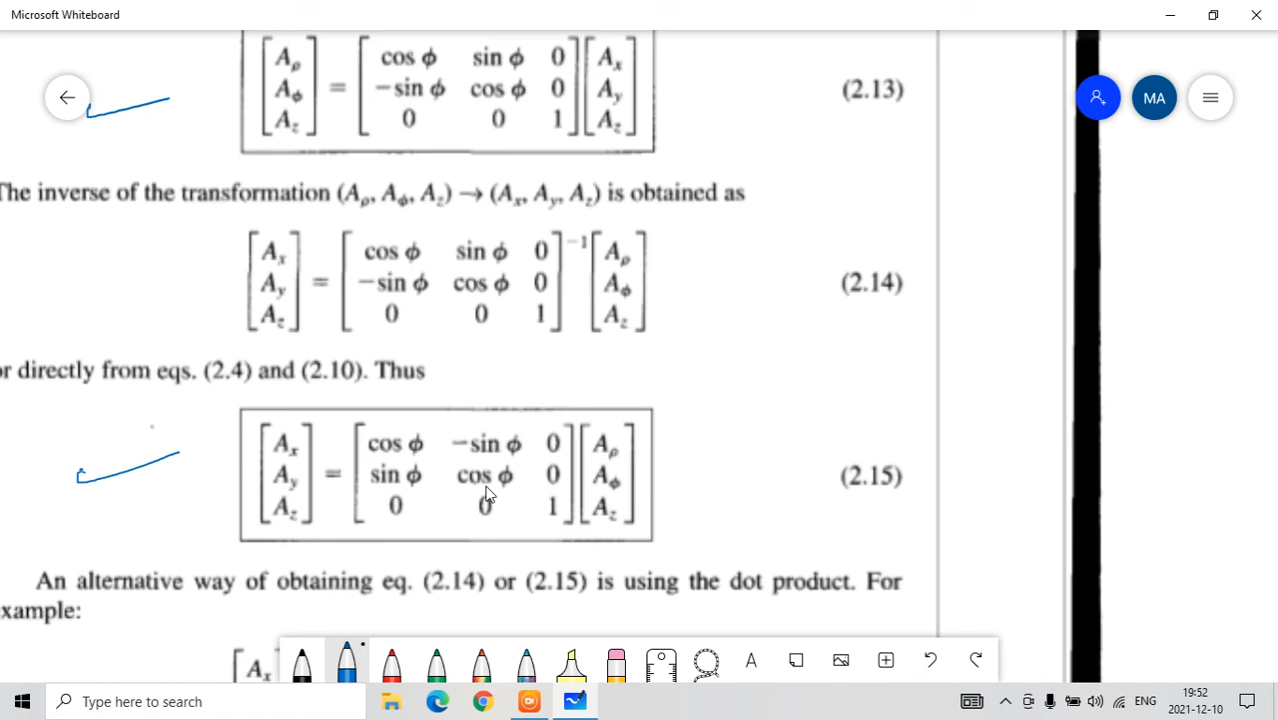 Microsoft Whiteboard
[A_ρ] = [cos ϕ sin ϕ 0] [A_x]
[A_ϕ] [−sin ϕ cos ϕ 0] [A_y] (2.13)
[A_z] [0 0 1] [A_z]
MA
The inverse of the transformation (A_ρ, A_ϕ, A_z) → (A_x, A_y, A_z) is obtained as
[A_x] = [cos ϕ sin ϕ 0]^−1 [A_ρ]
[A_y] [−sin ϕ cos ϕ 0] [A_ϕ] (2.14)
[A_z] [0 0 1] [A_z]
or directly from eqs. (2.4) and (2.10). Thus
[A_x] = [cos ϕ −sin ϕ 0] [A_ρ]
[A_y] [sin ϕ cos ϕ 0] [A_ϕ] (2.15)
[A_z] [0 0 1] [A_z]
An alternative way of obtaining eq. (2.14) or (2.15) is using the dot product. For
xample:
[A_x
A
Type here to search
ENG
19:52
2021-12-10